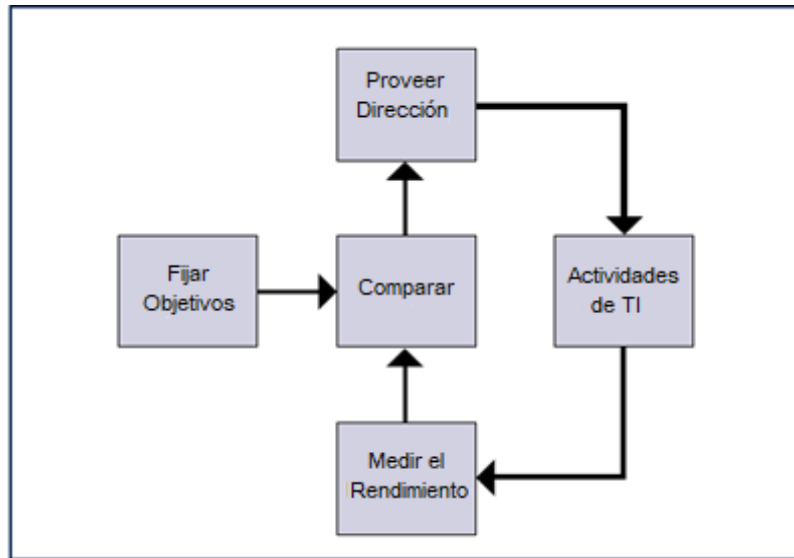 Proveer
Dirección
Fijar
Objetivos
Comparar
Actividades
de TI
Medir el
Rendimiento